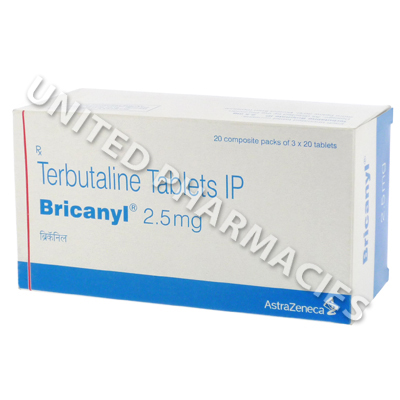 20 composite packs of 3 x 20 tablets
Rx
Terbutaline Tablets IP
Bricanyl® 2.5mg
ब्रिकॅनिल
AstraZeneca
Bricanyl®
2.5mg
UNITED PHARMACIES